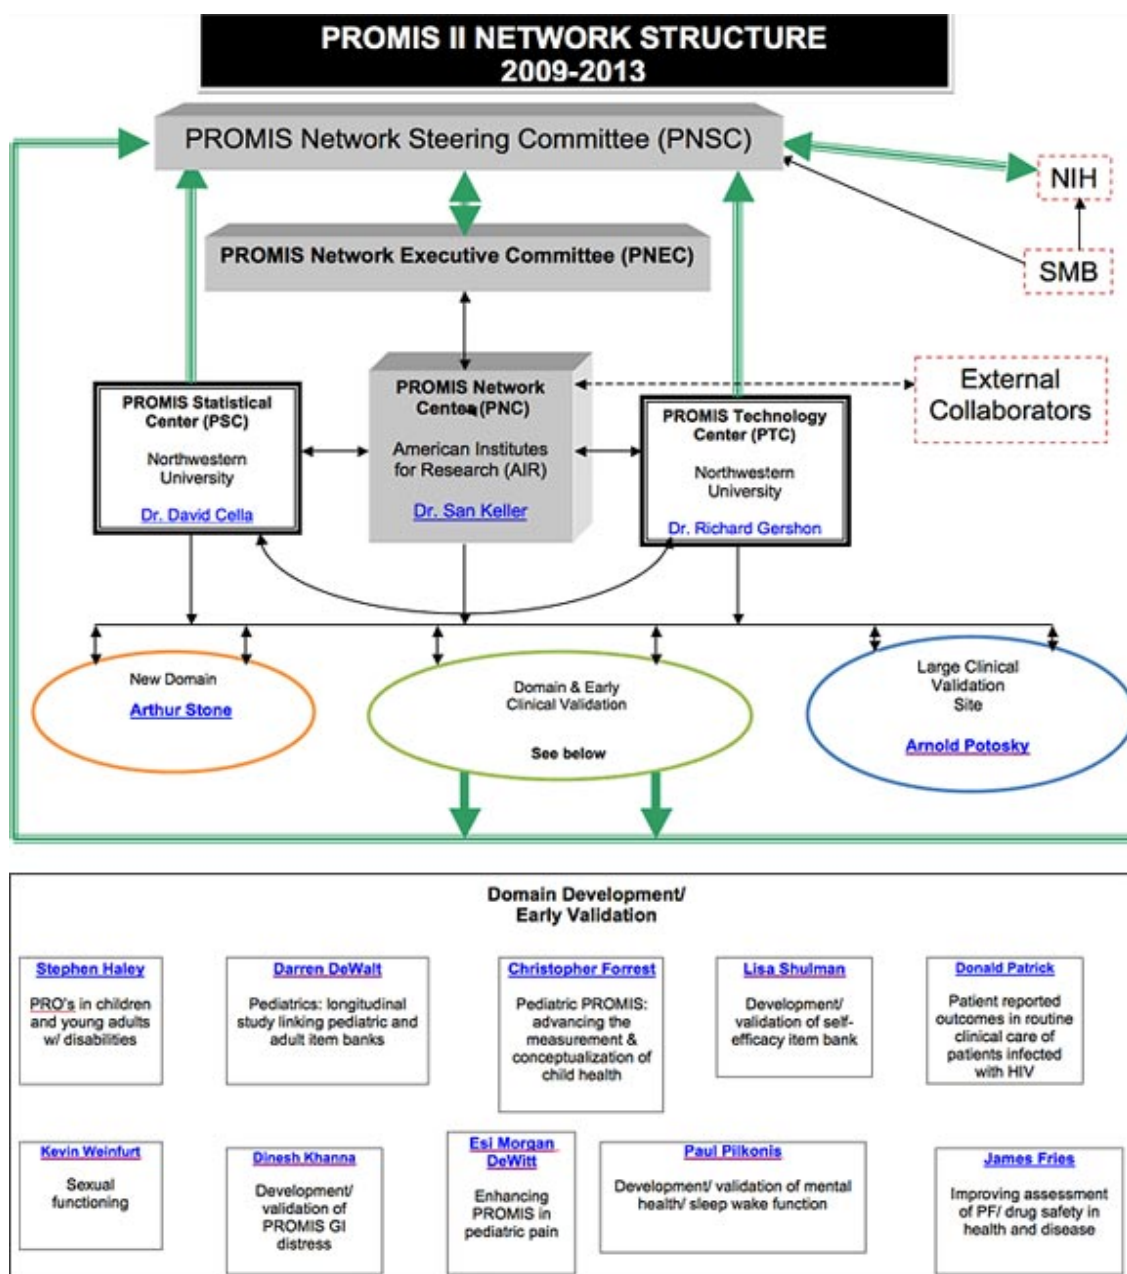 PROMIS II NETWORK STRUCTURE
2009-2013
PROMIS Network Steering Committee (PNSC)
NIH
PROMIS Network Executive Committee (PNEC)
SMB
PROMIS Statistical
Center (PSC)
Northwestern
University
Dr. David Cella
PROMIS Network
Center (PNC)
American Institutes
for Research (AIR)
Dr. San Keller
PROMIS Technology
Center (PTC)
Northwestern
University
Dr. Richard Gershon
External
Collaborators
New Domain
Arthur Stone
Domain & Early
Clinical Validation
See below
Large Clinical
Validation
Site
Arnold Potosky
Domain Development/
Early Validation
Stephen Haley
PRO's in children
and young adults
w/ disabilities
Darren DeWalt
Pediatrics: longitudinal
study linking pediatric and
adult item banks
Christopher Forrest
Pediatric PROMIS:
advancing the
measurement &
conceptualization of
child health
Lisa Shulman
Development/
validation of self-
efficacy item bank
Donald Patrick
Patient reported
outcomes in routine
clinical care of
patients infected
with HIV
Kevin Weinfurt
Sexual
functioning
Dinesh Khanna
Development/
validation of
PROMIS GI
distress
Esi Morgan
DeWitt
Enhancing
PROMIS in
pediatric pain
Paul Pilkonis
Development/ validation of mental
health/ sleep wake function
James Fries
Improving assessment
of PF/ drug safety in
health and disease